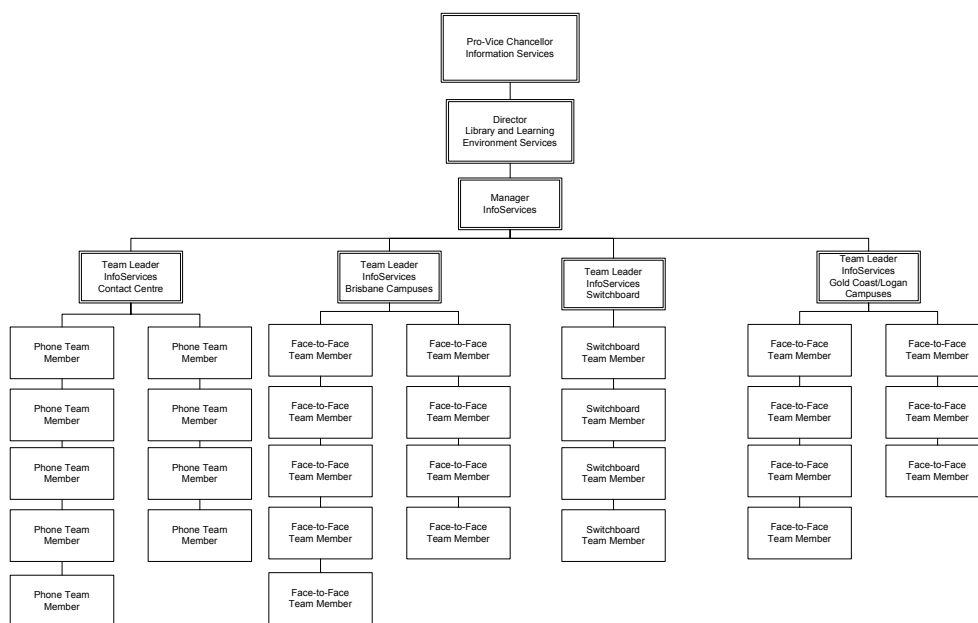 Pro-Vice Chancellor
Information Services
Director
Library and Learning
Environment Services
Manager
InfoServices
Team Leader
InfoServices
Contact Centre
Team Leader
InfoServices
Brisbane Campuses
Team Leader
InfoServices
Switchboard
Team Leader
InfoServices
Gold Coast/Logan
Campuses
Phone Team
Member
Phone Team
Member
Face-to-Face
Team Member
Face-to-Face
Team Member
Switchboard
Team Member
Face-to-Face
Team Member
Face-to-Face
Team Member
Phone Team
Member
Phone Team
Member
Face-to-Face
Team Member
Face-to-Face
Team Member
Switchboard
Team Member
Face-to-Face
Team Member
Face-to-Face
Team Member
Phone Team
Member
Phone Team
Member
Face-to-Face
Team Member
Face-to-Face
Team Member
Switchboard
Team Member
Face-to-Face
Team Member
Face-to-Face
Team Member
Phone Team
Member
Phone Team
Member
Face-to-Face
Team Member
Face-to-Face
Team Member
Switchboard
Team Member
Face-to-Face
Team Member
Phone Team
Member
Face-to-Face
Team Member